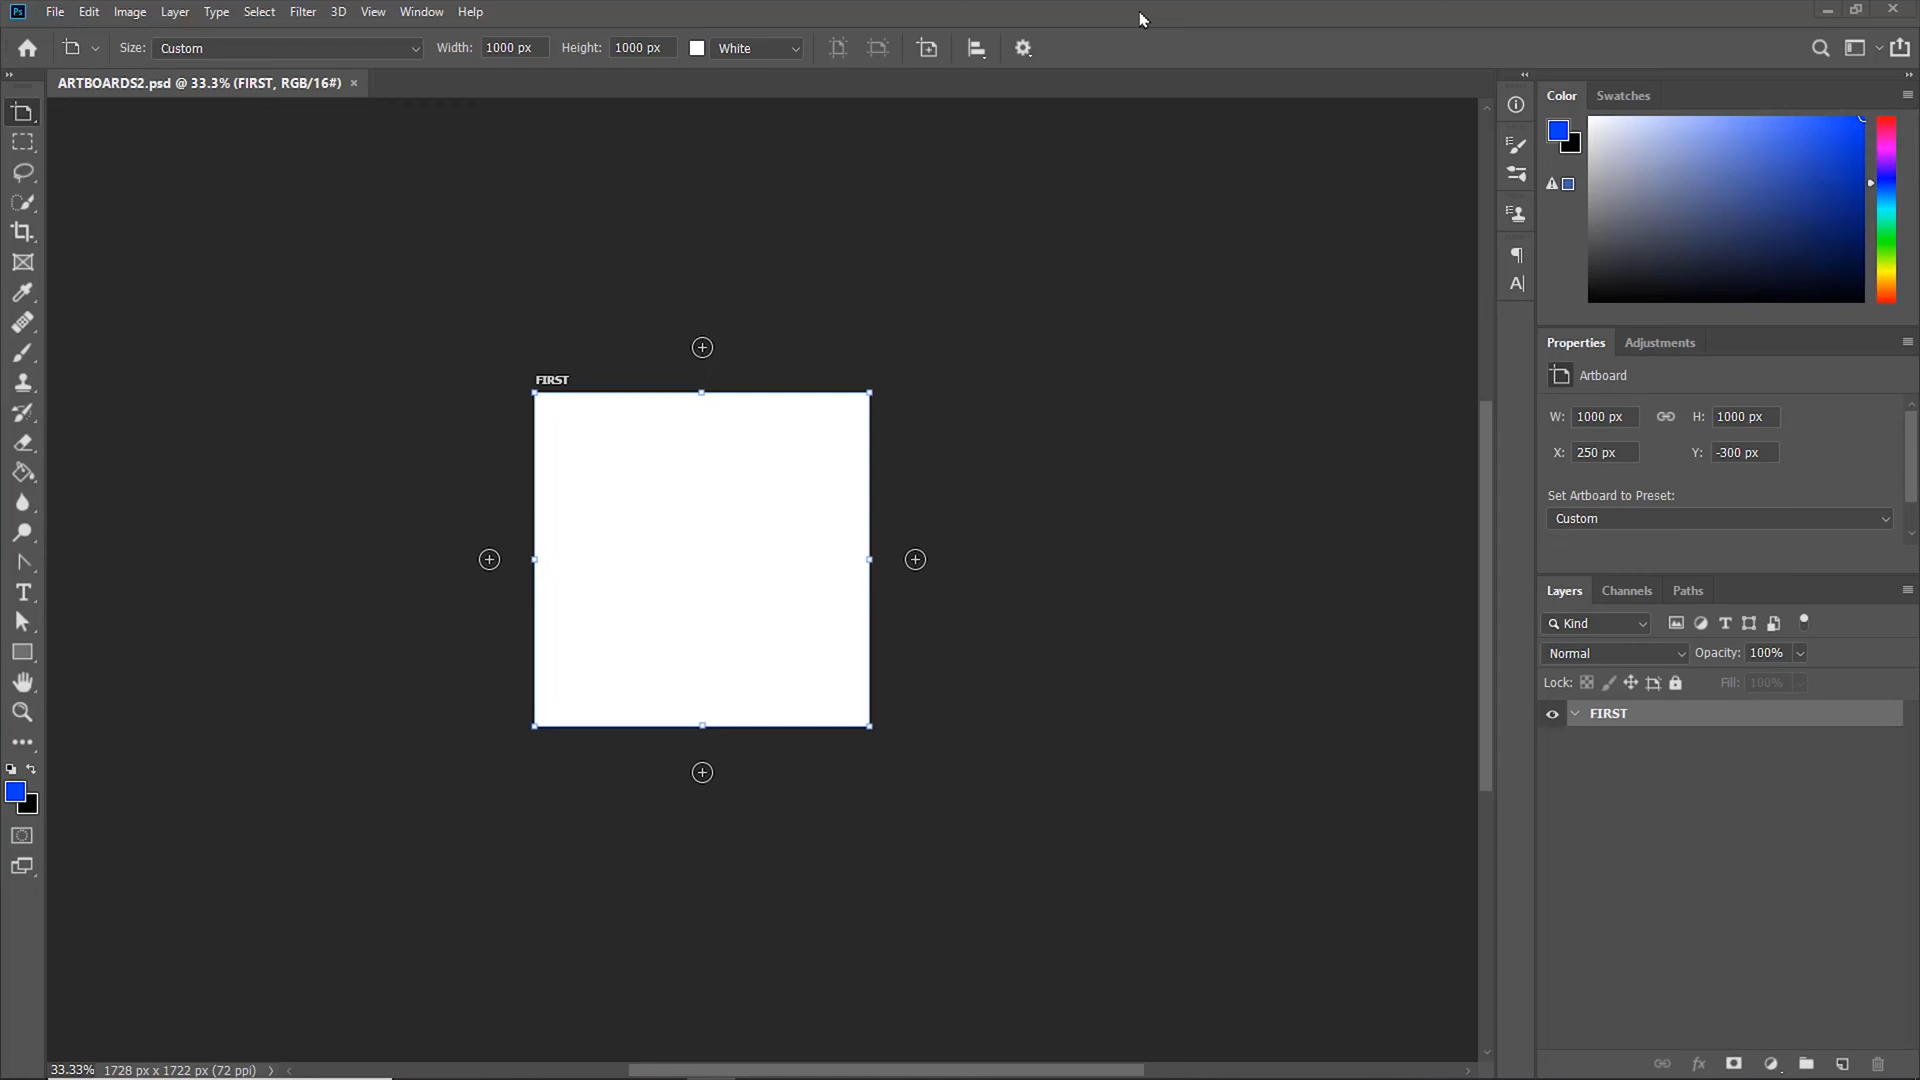 Ps File Edit Image Layer Type Select Filter 3D View Window Help
Size: Custom Width: 1000 px Height: 1000 px White
ARTBOARDS2.psd @ 33.3% (FIRST, RGB/16#) ×
Color Swatches
FIRST
Properties Adjustments
Artboard
W: 1000 px H: 1000 px
X: 250 px Y: -300 px
Set Artboard to Preset:
Custom
Layers Channels Paths
Kind
Normal Opacity: 100%
Lock: Fill: 100%
FIRST
33.33% 1728 px x 1722 px (72 ppi)